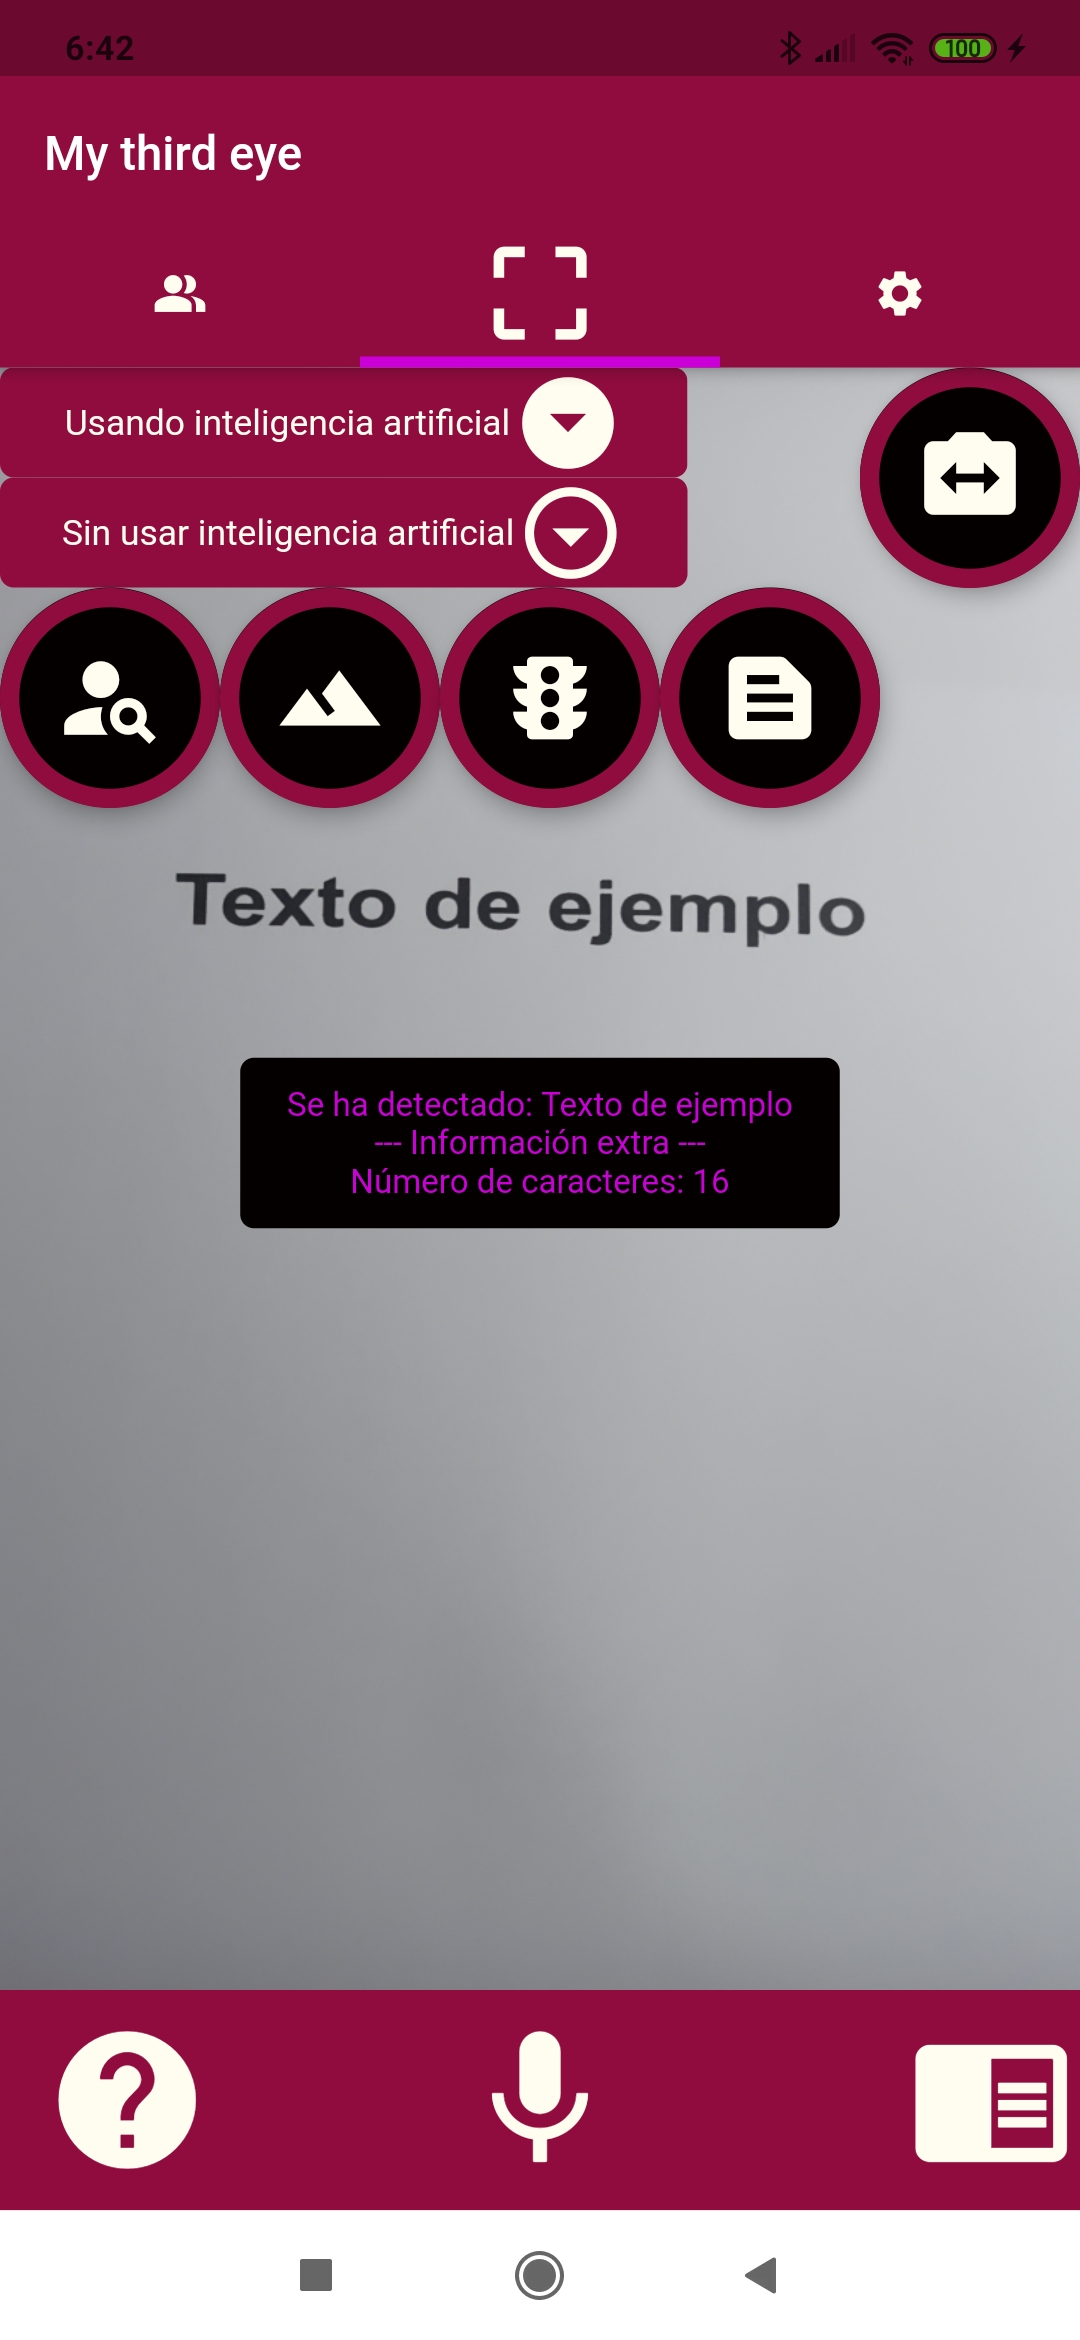 6:42
100
My third eye
Usando inteligencia artificial
Sin usar inteligencia artificial
Texto de ejemplo
Se ha detectado: Texto de ejemplo
--- Información extra ---
Número de caracteres: 16